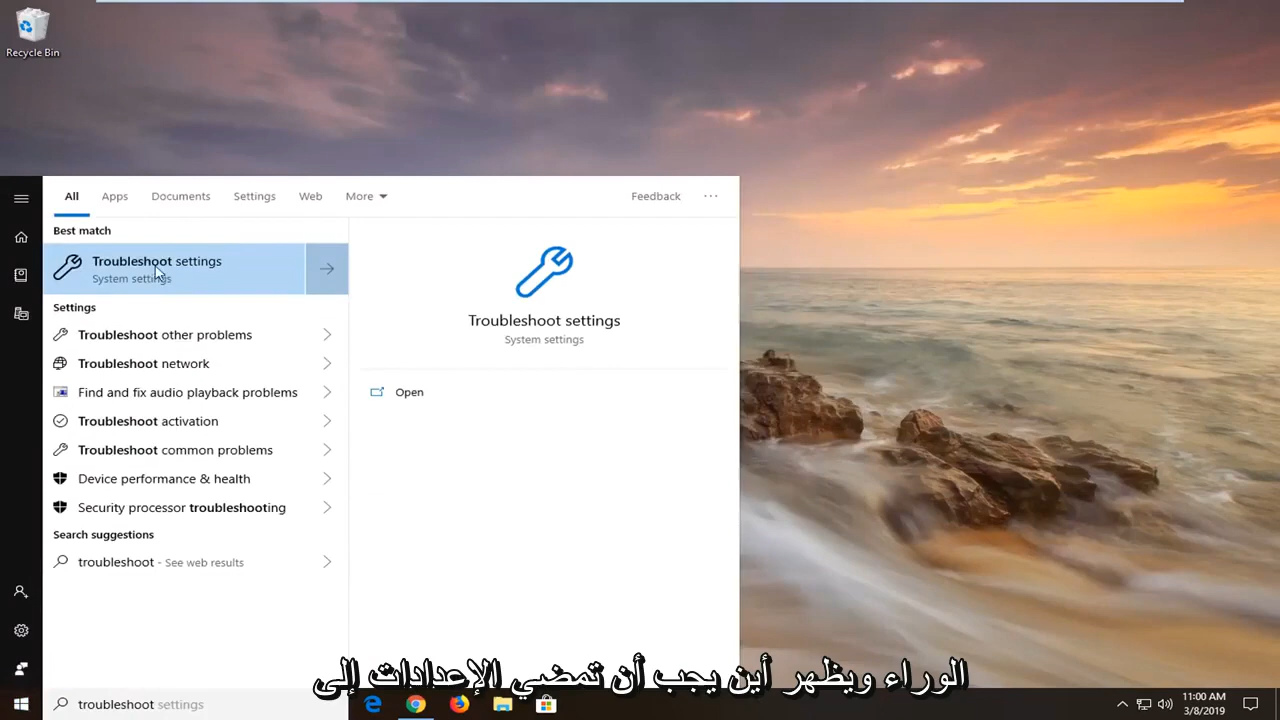 Recycle Bin
All Apps Documents Settings Web More Feedback ...
Best match
Troubleshoot settings
System settings
Settings
Troubleshoot other problems
Troubleshoot network
Find and fix audio playback problems
Troubleshoot activation
Troubleshoot common problems
Device performance & health
Security processor troubleshooting
Search suggestions
troubleshoot - See web results
Troubleshoot settings
System settings
Open
الوراء ويظهر أين يجب أن تمضي الإعدادات إلى
troubleshoot settings
11:00 AM
3/8/2019